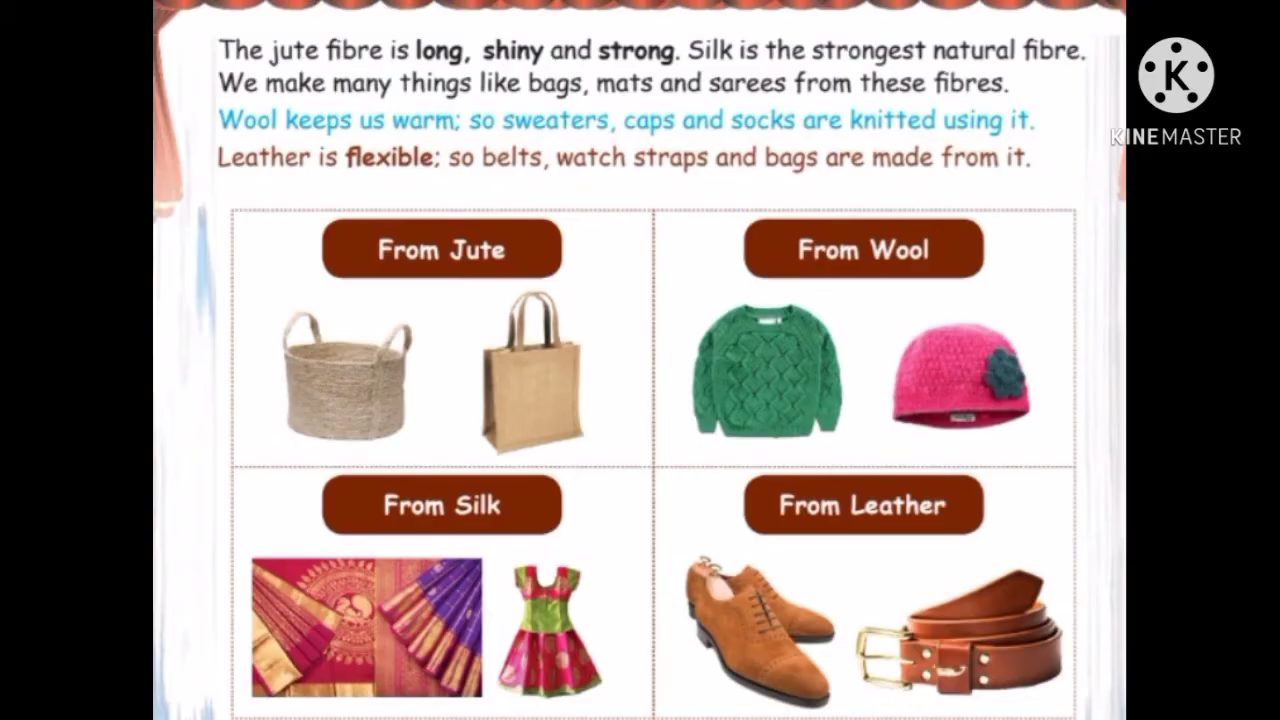 The jute fibre is long, shiny and strong. Silk is the strongest natural fibre.
We make many things like bags, mats and sarees from these fibres.
Wool keeps us warm; so sweaters, caps and socks are knitted using it.
Leather is flexible; so belts, watch straps and bags are made from it.
K
KINEMASTER
From Jute
From Wool
From Silk
From Leather